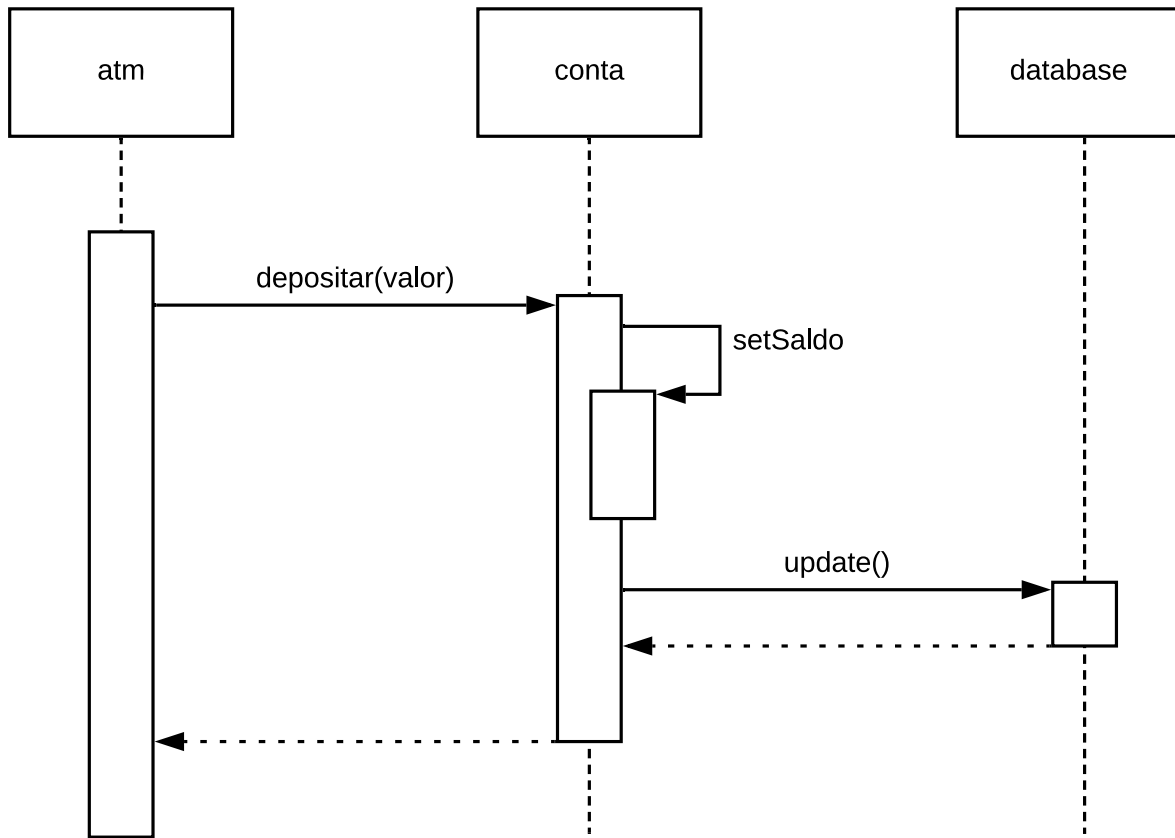 atm
conta
database
depositar(valor)
setSaldo
update()